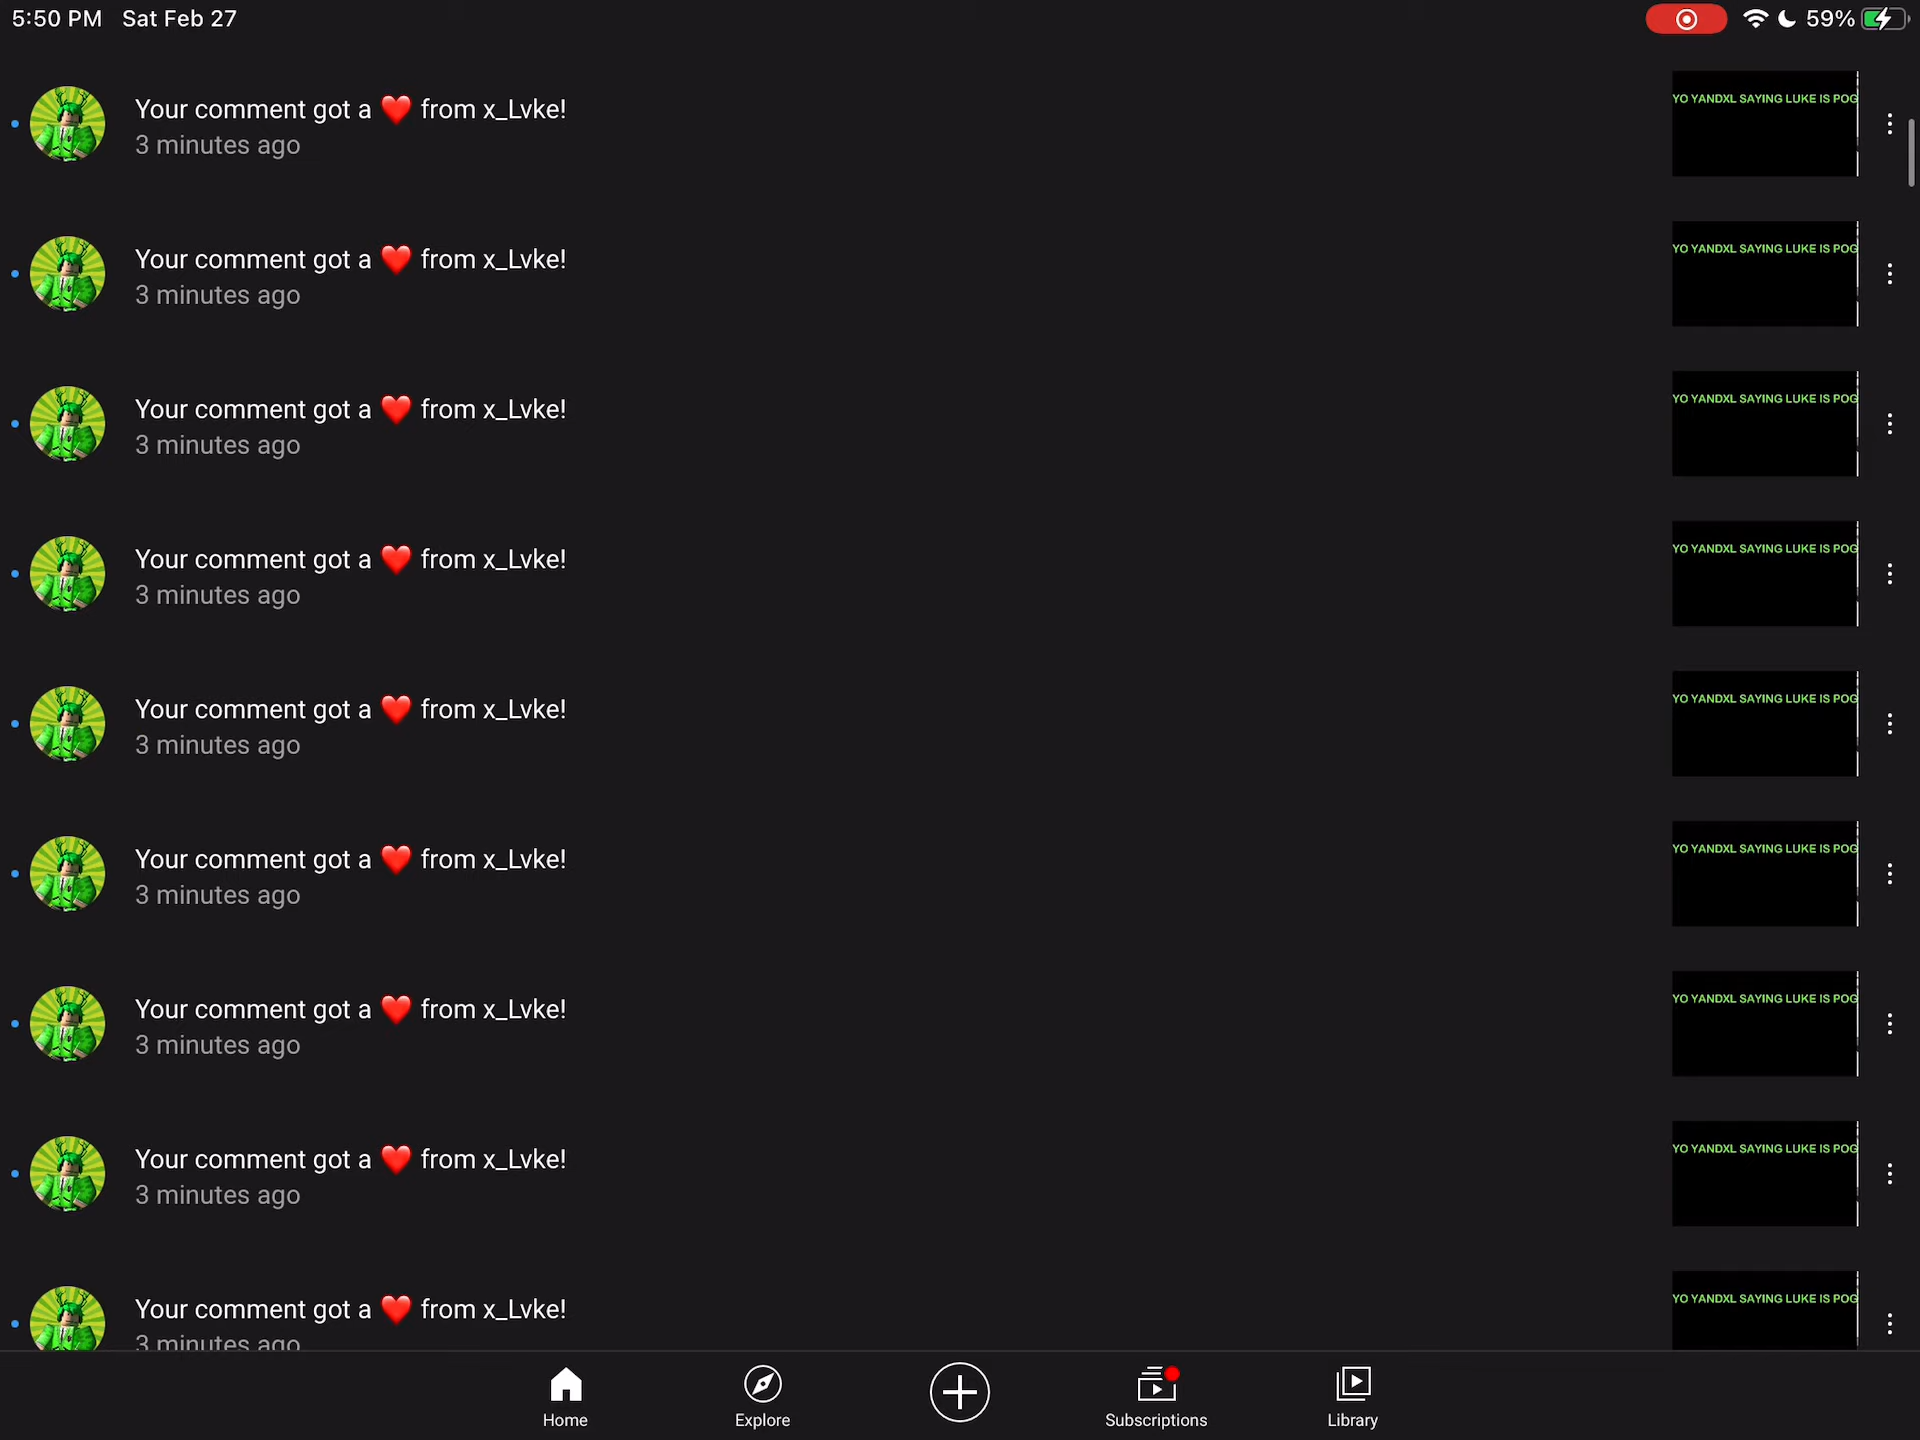 5:50 PM Sat Feb 27
59%
Your comment got a ❤️ from x_Lvke!
3 minutes ago
YO YANDXL SAYING LUKE IS POG
Your comment got a ❤️ from x_Lvke!
3 minutes ago
YO YANDXL SAYING LUKE IS POG
Your comment got a ❤️ from x_Lvke!
3 minutes ago
YO YANDXL SAYING LUKE IS POG
Your comment got a ❤️ from x_Lvke!
3 minutes ago
YO YANDXL SAYING LUKE IS POG
Your comment got a ❤️ from x_Lvke!
3 minutes ago
YO YANDXL SAYING LUKE IS POG
Your comment got a ❤️ from x_Lvke!
3 minutes ago
YO YANDXL SAYING LUKE IS POG
Your comment got a ❤️ from x_Lvke!
3 minutes ago
YO YANDXL SAYING LUKE IS POG
Your comment got a ❤️ from x_Lvke!
3 minutes ago
YO YANDXL SAYING LUKE IS POG
Your comment got a ❤️ from x_Lvke!
3 minutes ago
YO YANDXL SAYING LUKE IS POG
Home
Explore
Subscriptions
Library